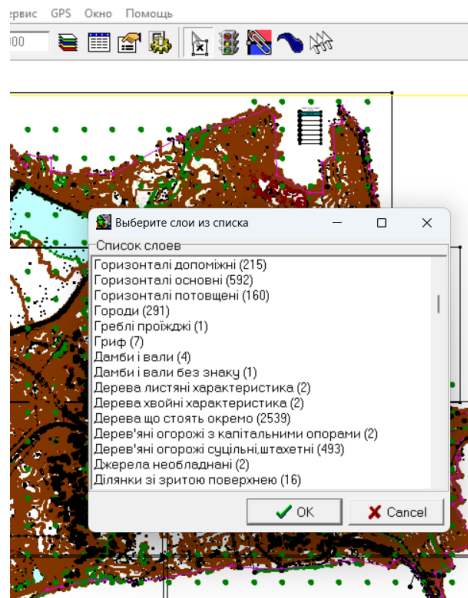 ервис GPS Окно Помощь
00
Выберите слои из списка
Список слоев
Горизонталі допоміжні (215)
Горизонталі основні (592)
Горизонталі потовщені (160)
Городи (291)
Греблі проїжджі (1)
Гриф (7)
Дамби і вали (4)
Дамби і вали без знаку (1)
Дерева листяні характеристика (2)
Дерева хвойні характеристика (2)
Дерева що стоять окремо (2539)
Дерев'яні огорожі з капітальними опорами (2)
Дерев'яні огорожі суцільні,штахетні (493)
Джерела необладнані (2)
Ділянки зі зритою поверхнею (16)
OK Cancel